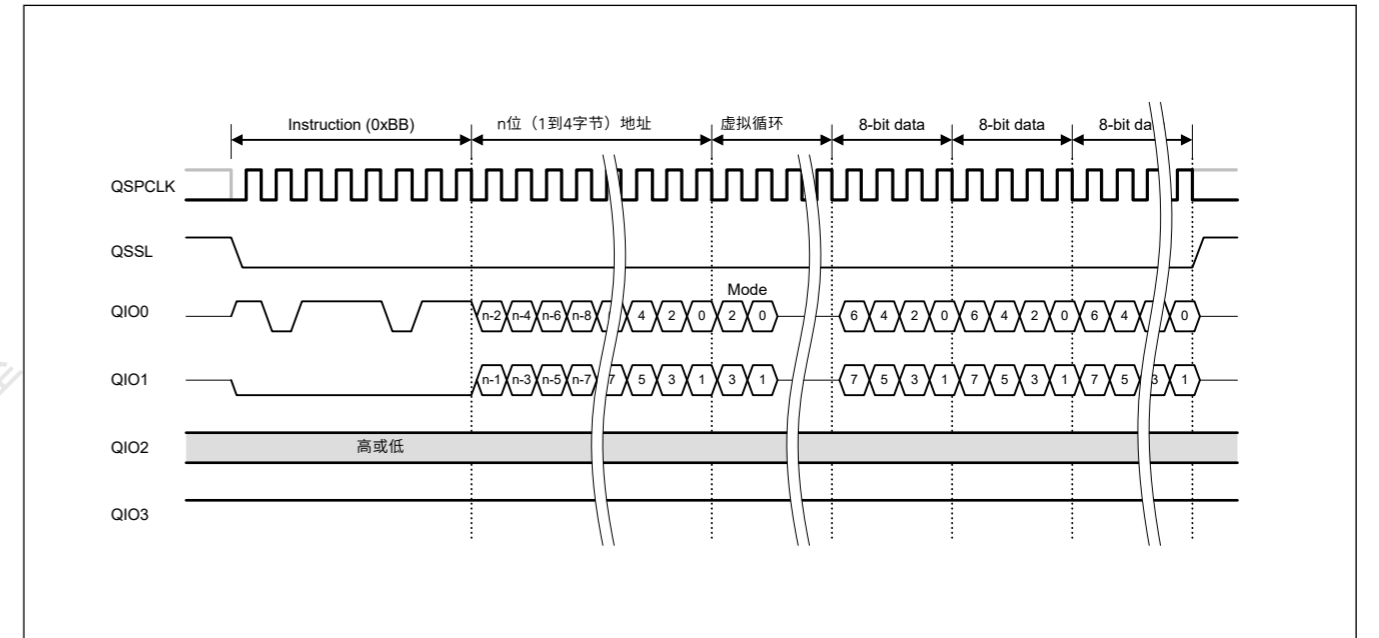 Instruction (0xBB) n位（1到4字节）地址 虚拟循环 8-bit data 8-bit data 8-bit da
QSPCLK
QSSL
Mode
QIO0 n-2 n-4 n-6 n-8 4 2 0 2 0 6 4 2 0 6 4 2 0 6 4 0
QIO1 n-1 n-3 n-5 n-7 7 5 3 1 3 1 7 5 3 1 7 5 3 1 7 5 3 1
QIO2 高或低
QIO3